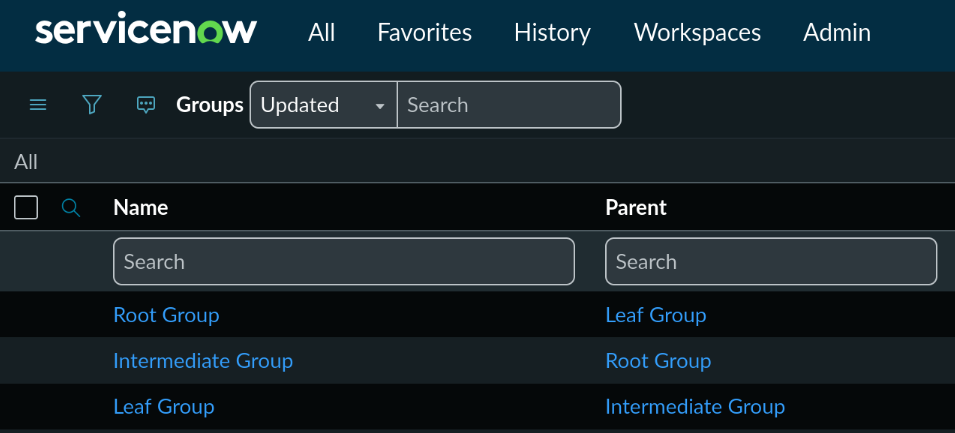 servicenow All Favorites History Workspaces Admin
Groups Updated Search
All
Name Parent
Search Search
Root Group Leaf Group
Intermediate Group Root Group
Leaf Group Intermediate Group